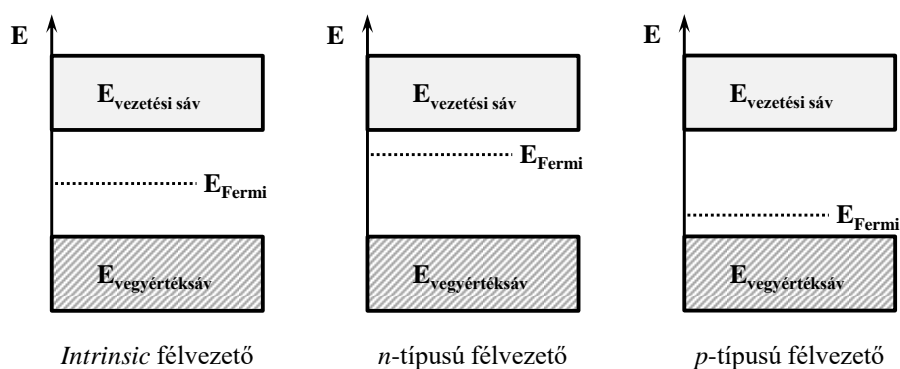 E
E vezetési sáv
E Fermi
E vegyértéksáv
Intrinsic félvezető
E
E vezetési sáv
E Fermi
E vegyértéksáv
n-típusú félvezető
E
E vezetési sáv
E Fermi
E vegyértéksáv
p-típusú félvezető